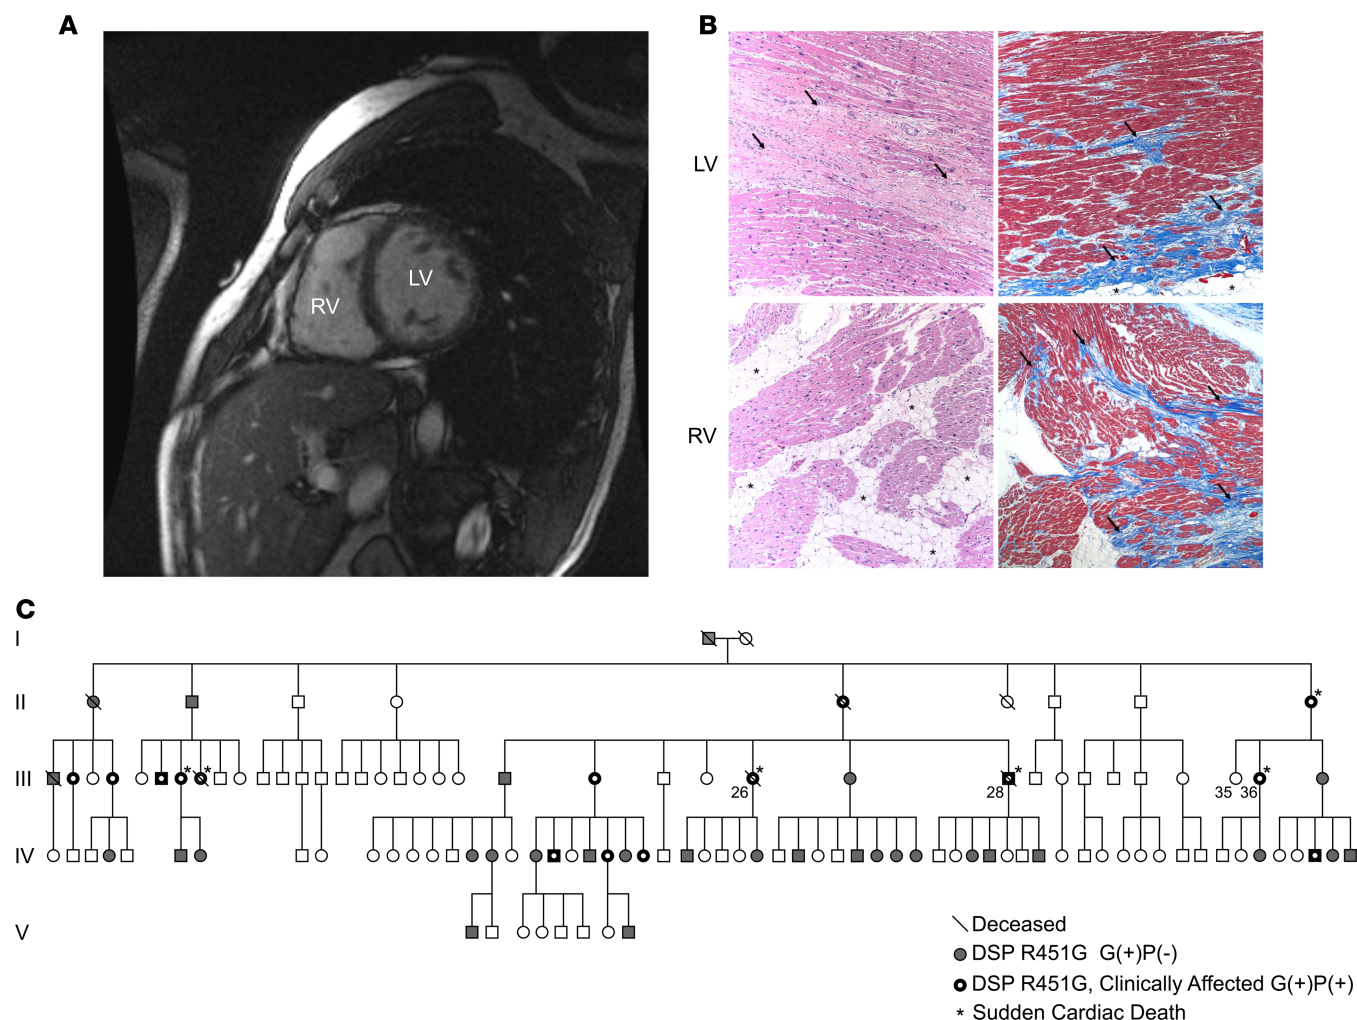 A
B
LV
RV
LV
RV
C
I
II
III
26
28
35 36
IV
V
Deceased
DSP R451G G(+)P(-)
DSP R451G, Clinically Affected G(+)P(+)
* Sudden Cardiac Death